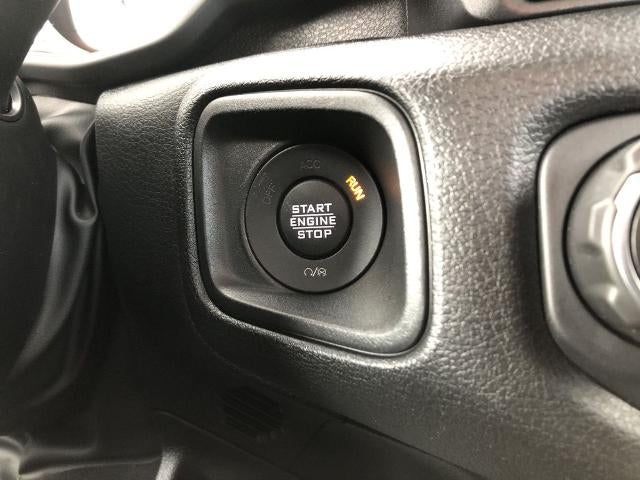 OFF
ACC
RUN
START
ENGINE
STOP